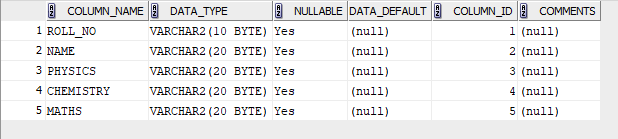 COLUMN_NAME DATA_TYPE NULLABLE DATA_DEFAULT COLUMN_ID COMMENTS
1 ROLL_NO VARCHAR2(10 BYTE) Yes (null) 1 (null)
2 NAME VARCHAR2(20 BYTE) Yes (null) 2 (null)
3 PHYSICS VARCHAR2(20 BYTE) Yes (null) 3 (null)
4 CHEMISTRY VARCHAR2(20 BYTE) Yes (null) 4 (null)
5 MATHS VARCHAR2(20 BYTE) Yes (null) 5 (null)